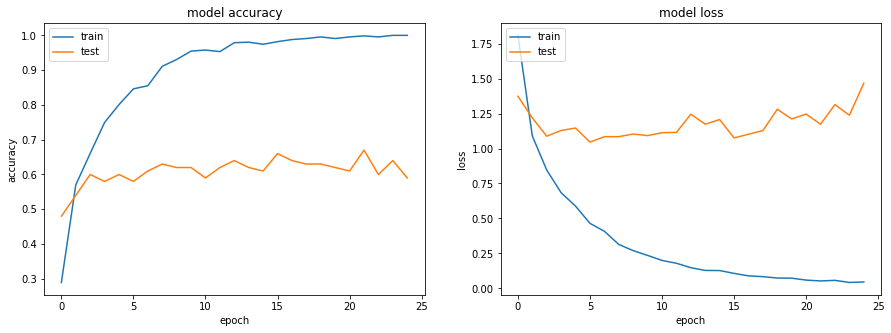 model accuracy
train
test
1.0
0.9
0.8
0.7
0.6
0.5
0.4
0.3
accuracy
0 5 10 15 20 25
epoch
model loss
train
test
1.75
1.50
1.25
1.00
0.75
0.50
0.25
0.00
loss
0 5 10 15 20 25
epoch